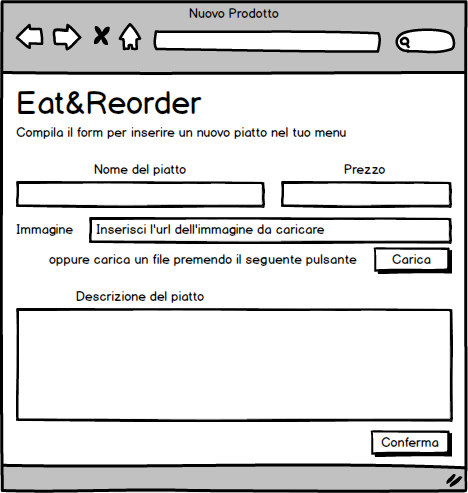 Nuovo Prodotto
Eat&Reorder
Compila il form per inserire un nuovo piatto nel tuo menu
Nome del piatto
Prezzo
Immagine
Inserisci l'url dell'immagine da caricare
oppure carica un file premendo il seguente pulsante
Carica
Descrizione del piatto
Conferma